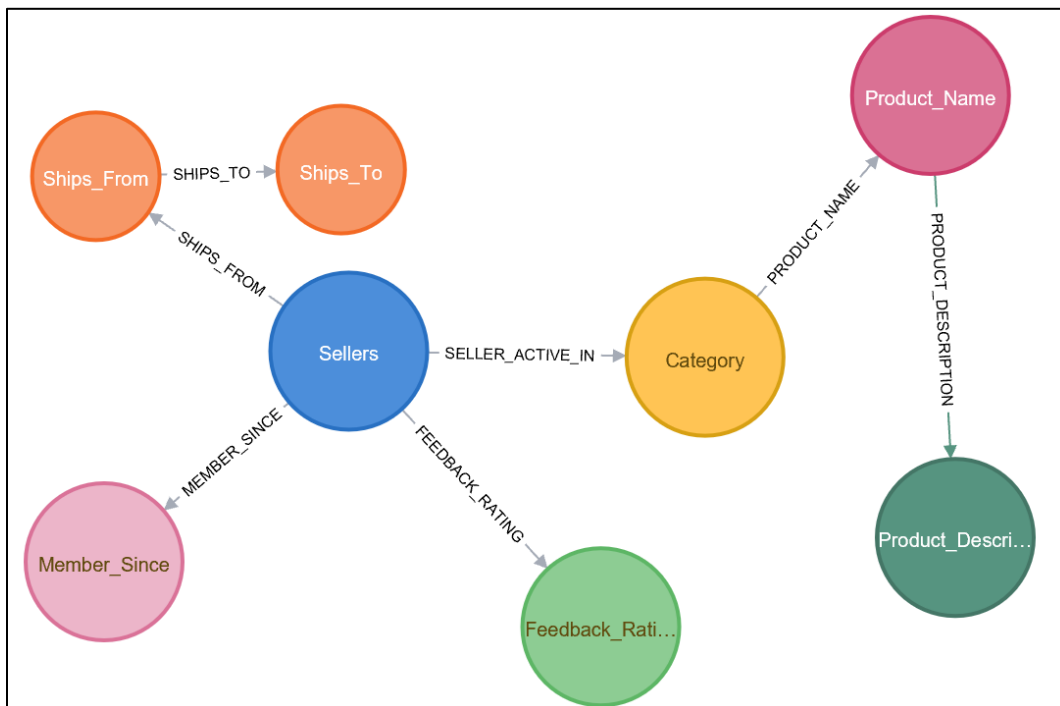 Product_Name
Ships_From
SHIPS_TO
Ships_To
SHIPS_FROM
PRODUCT_NAME
PRODUCT_DESCRIPTION
Sellers
SELLER_ACTIVE_IN
Category
MEMBER_SINCE
FEEDBACK_RATING
Product_Descri…
Member_Since
Feedback_Rati…